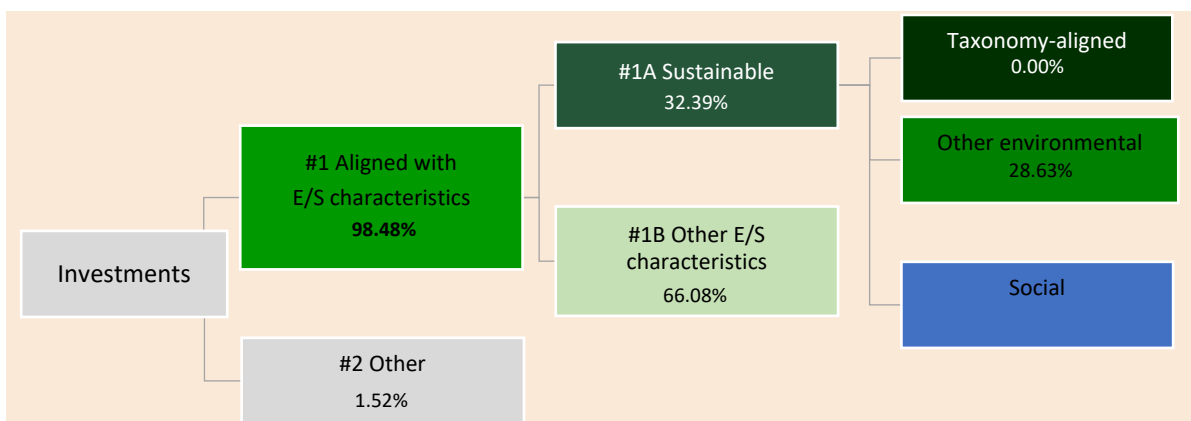 Investments
#1 Aligned with
E/S characteristics
98.48%
#2 Other
1.52%
#1A Sustainable
32.39%
#1B Other E/S
characteristics
66.08%
Taxonomy-aligned
0.00%
Other environmental
28.63%
Social